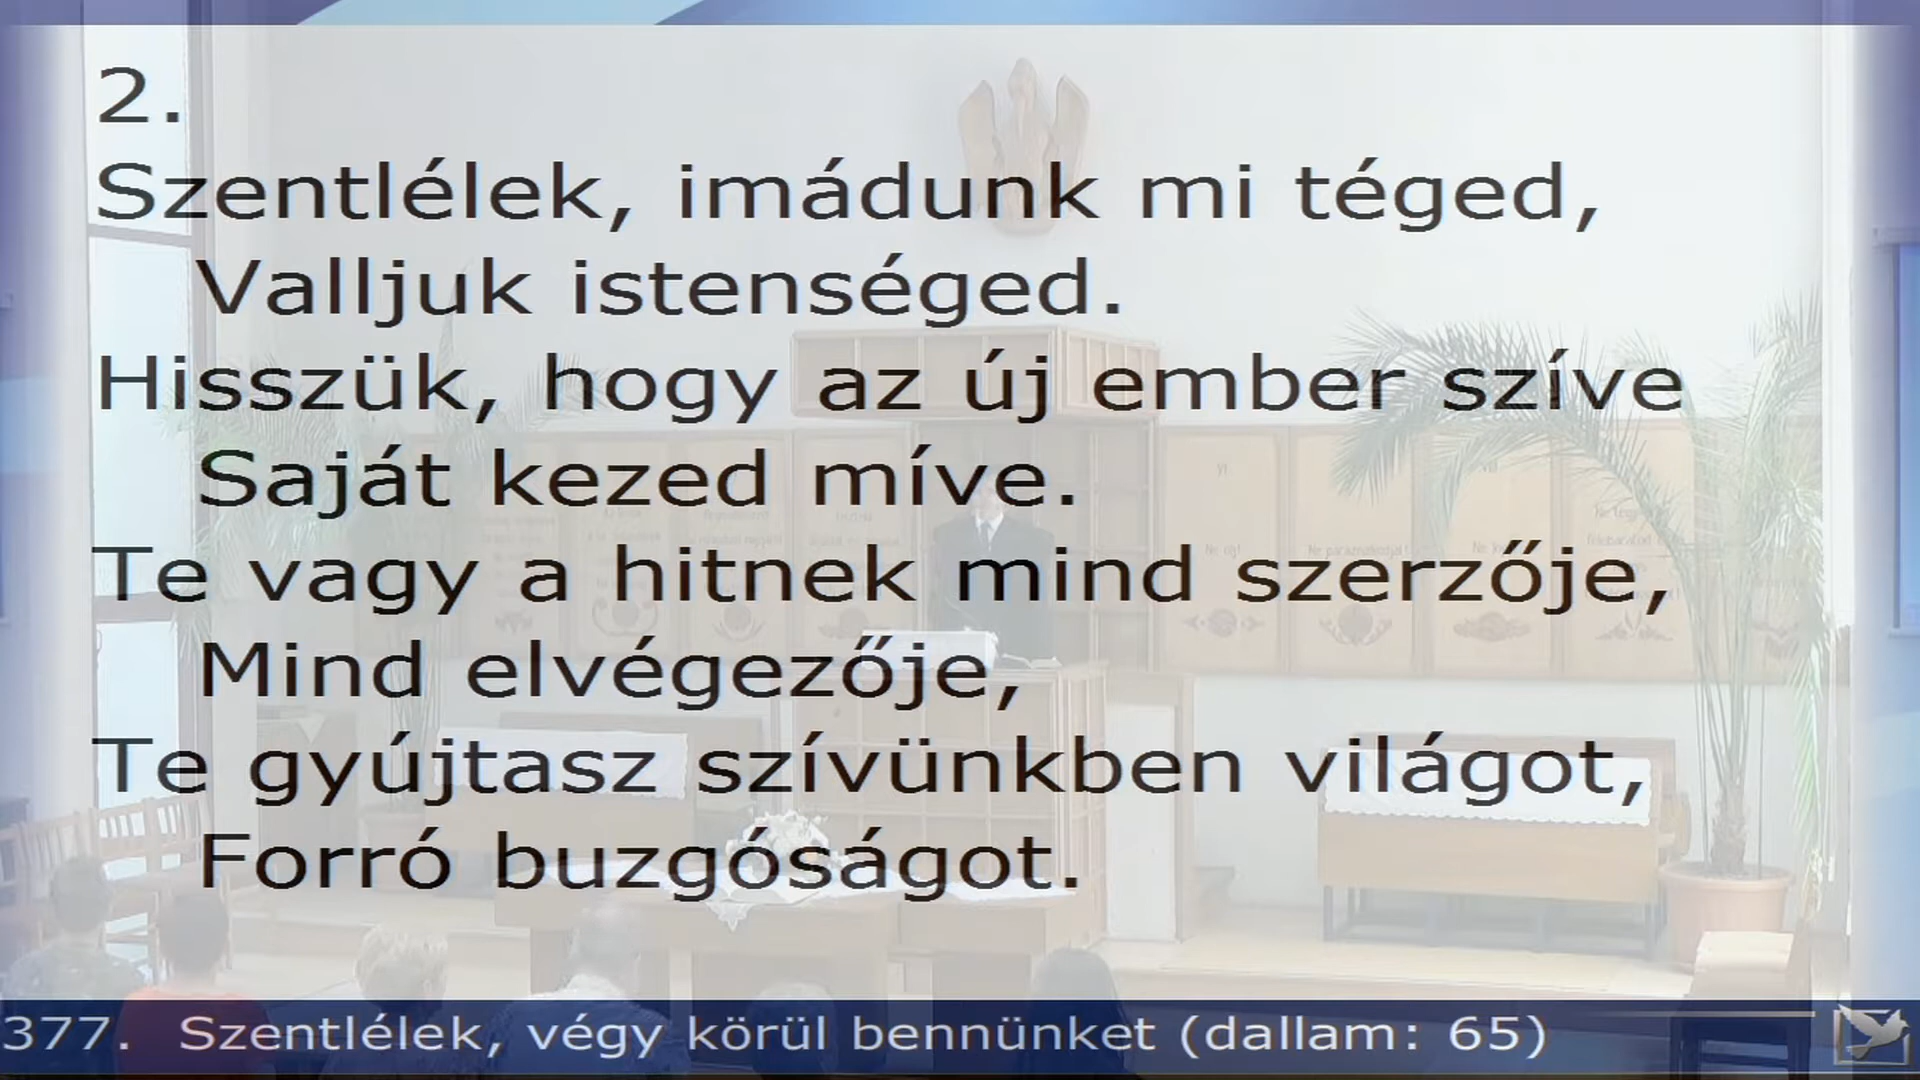 2.
Szentlélek, imádunk mi téged,
Valljuk istenséged.
Hisszük, hogy az új ember szíve
Saját kezed míve.
Te vagy a hitnek mind szerzője,
Mind elvégezője,
Te gyújtasz szívünkben világot,
Forró buzgóságot.
377. Szentlélek, végy körül bennünket (dallam: 65)